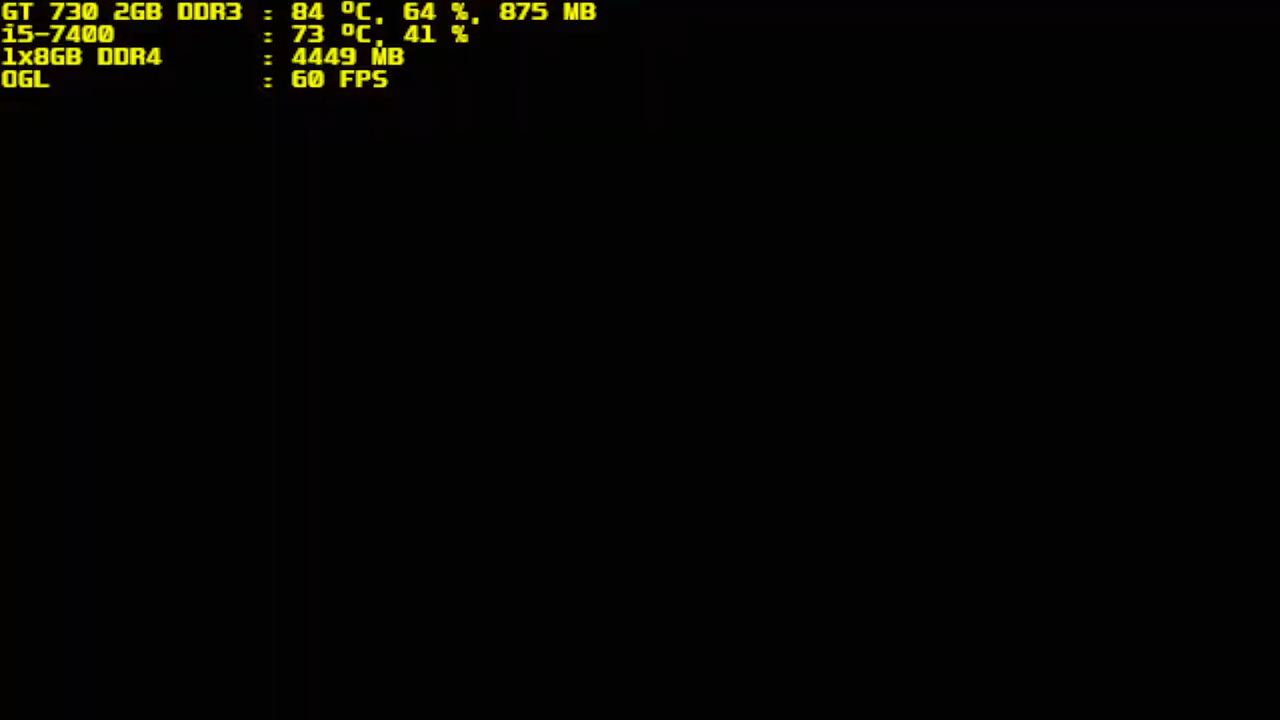 GT 730 2GB DDR3 : 84 ºC, 64 %, 875 MB
i5-7400 : 73 ºC, 41 %
1x8GB DDR4 : 4449 MB
OGL : 60 FPS